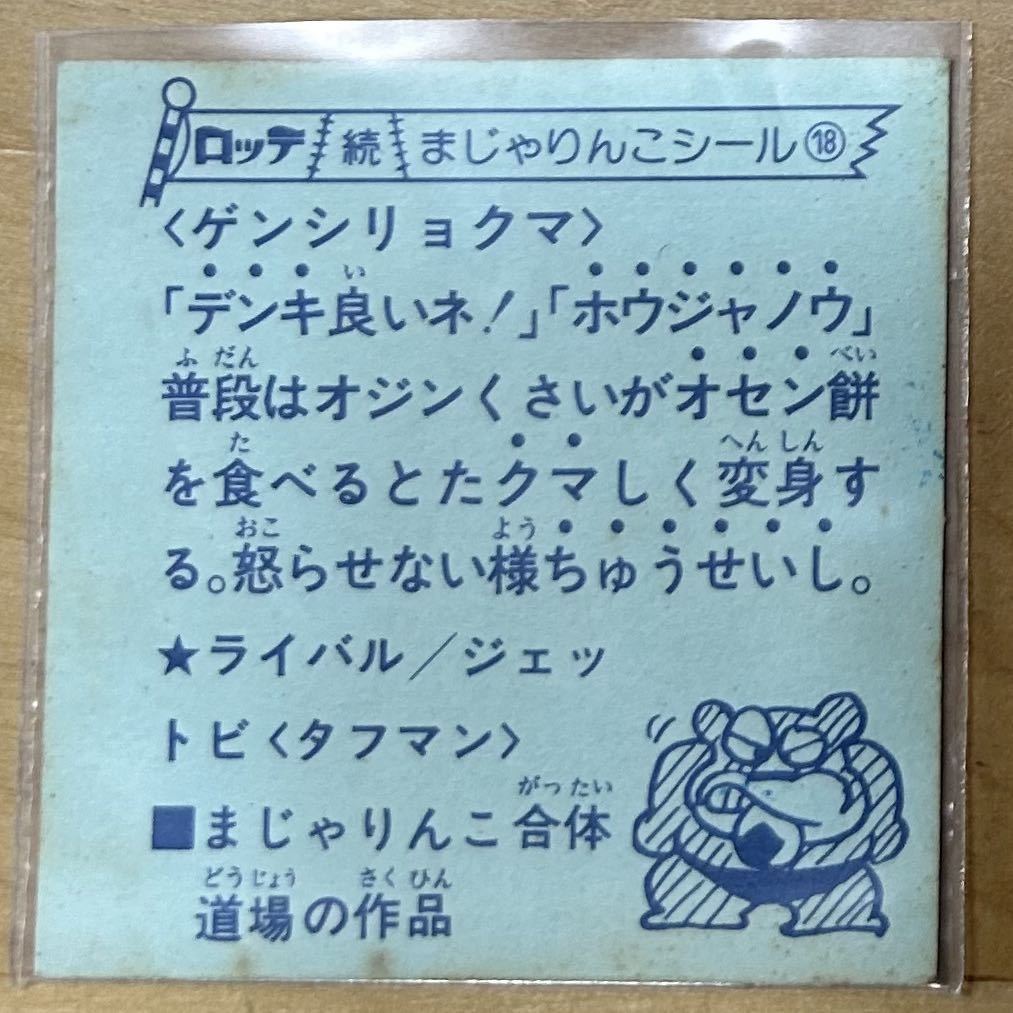 ロッテ 続 まじゃりんこシール⑱
〈ゲンシリョクマ〉
「デンキ良いネ!」「ホウジャノウ」
普段はオジンくさいがオセン餅
を食べるとたクマしく変身す
る。怒らせない様ちゅうせいし。
★ライバル／ジェッ
トビ〈タフマン〉
■まじゃりんこ合体
道場の作品